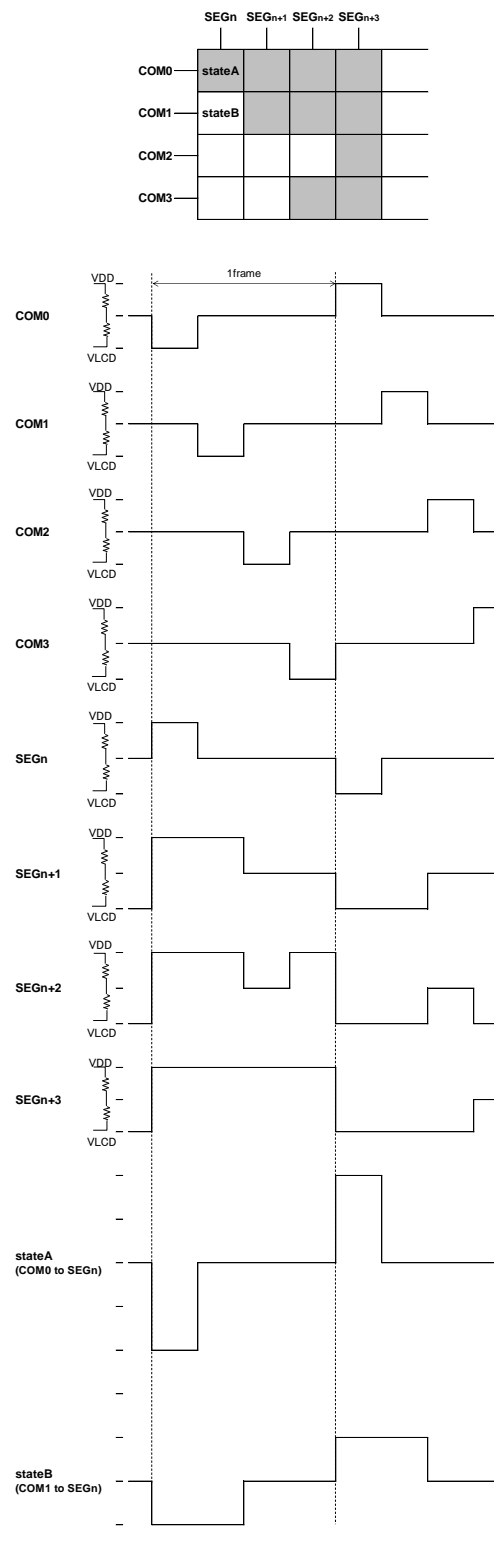 SEGn SEGn+1 SEGn+2 SEGn+3
COM0 stateA
COM1 stateB
COM2
COM3
1frame
VDD
COM0
VLCD
VDD
COM1
VLCD
VDD
COM2
VLCD
VDD
COM3
VLCD
VDD
SEGn
VLCD
VDD
SEGn+1
VLCD
VDD
SEGn+2
VLCD
VDD
SEGn+3
VLCD
stateA
(COM0 to SEGn)
stateB
(COM1 to SEGn)